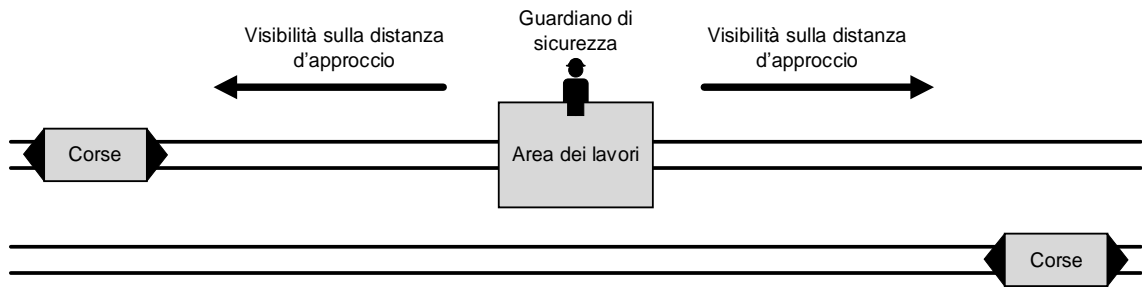 Guardiano di
sicurezza
Visibilità sulla distanza
d'approccio
Visibilità sulla distanza
d'approccio
Corse
Area dei lavori
Corse